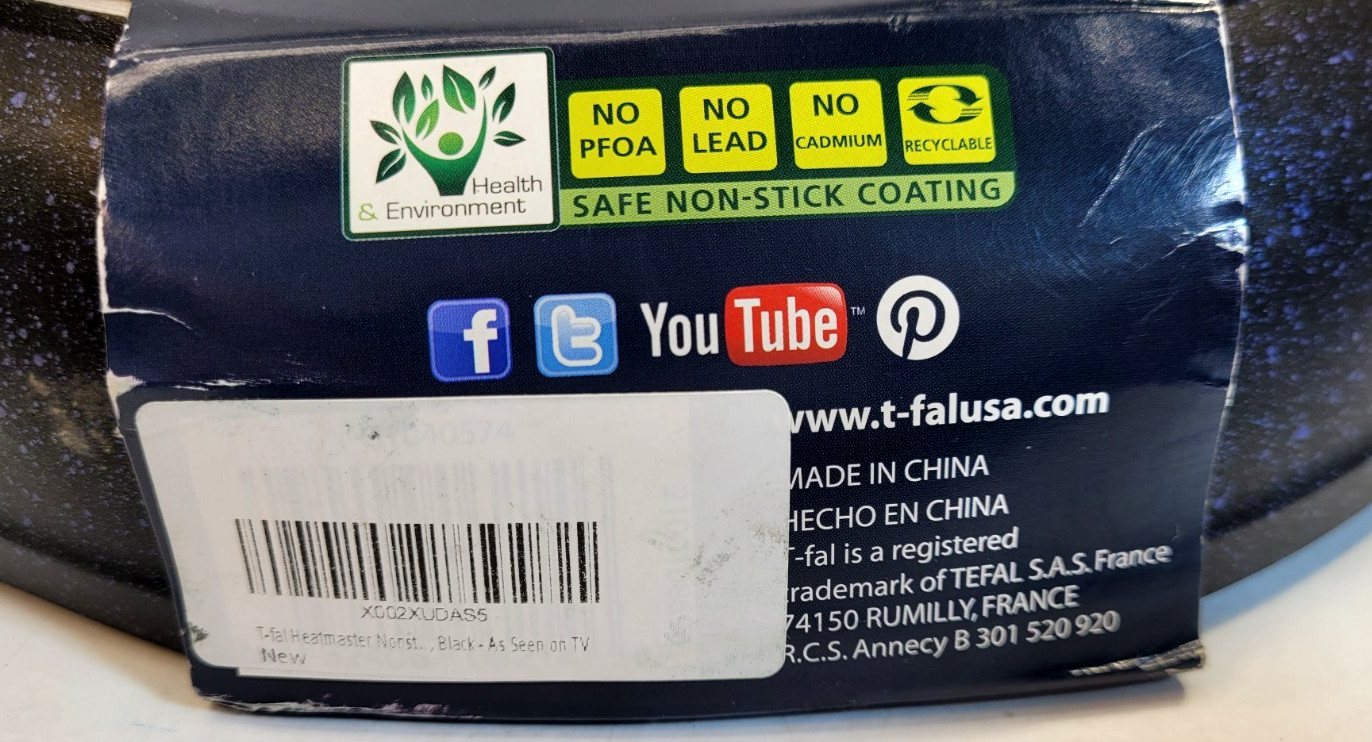 Health
& Environment
NO
PFOA
NO
LEAD
NO
CADMIUM
RECYCLABLE
SAFE NON-STICK COATING
f
t
YouTube™
www.t-falusa.com
MADE IN CHINA
HECHO EN CHINA
T-fal is a registered
trademark of TEFAL S.A.S. France
74150 RUMILLY, FRANCE
R.C.S. Annecy B 301 520 920
X002XUDAS5
T-fal Heatmaster Nonst..., Black - As Seen on TV
New